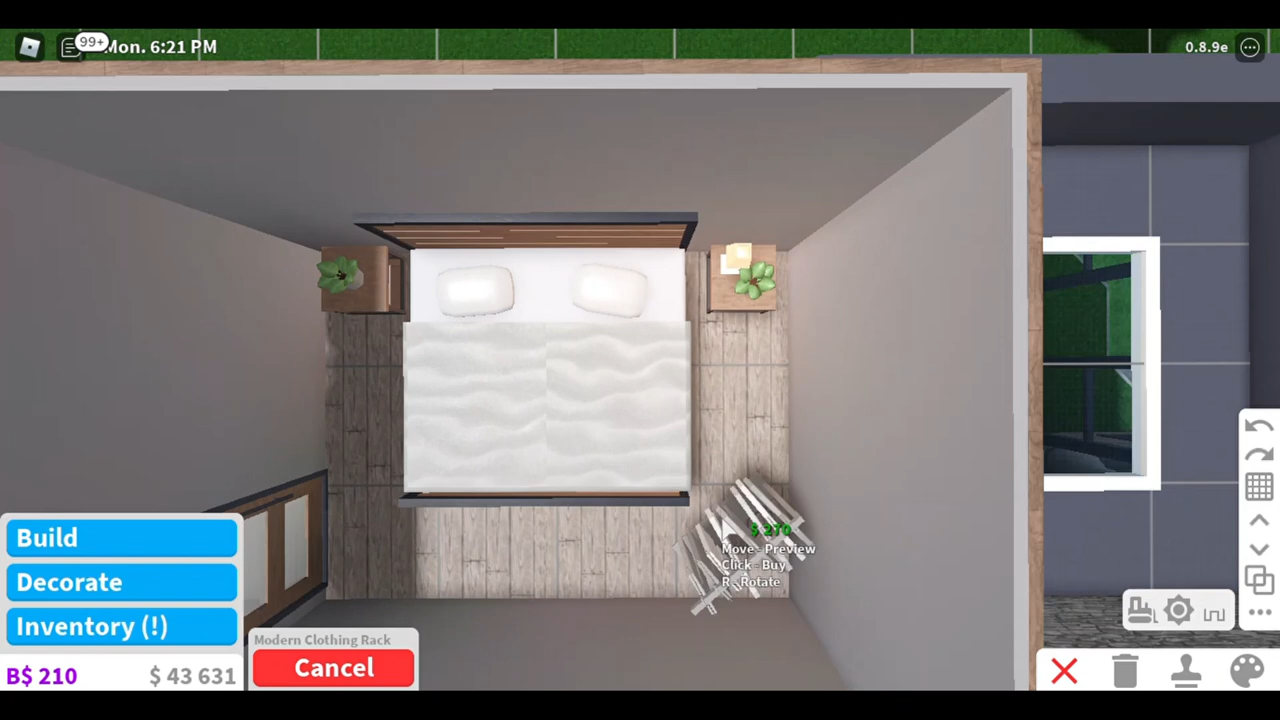 99+
Mon. 6:21 PM
0.8.9e
$ 270
Move - Preview
Click - Buy
R - Rotate
Build
Decorate
Inventory (!)
B$ 210
$ 43 631
Modern Clothing Rack
Cancel